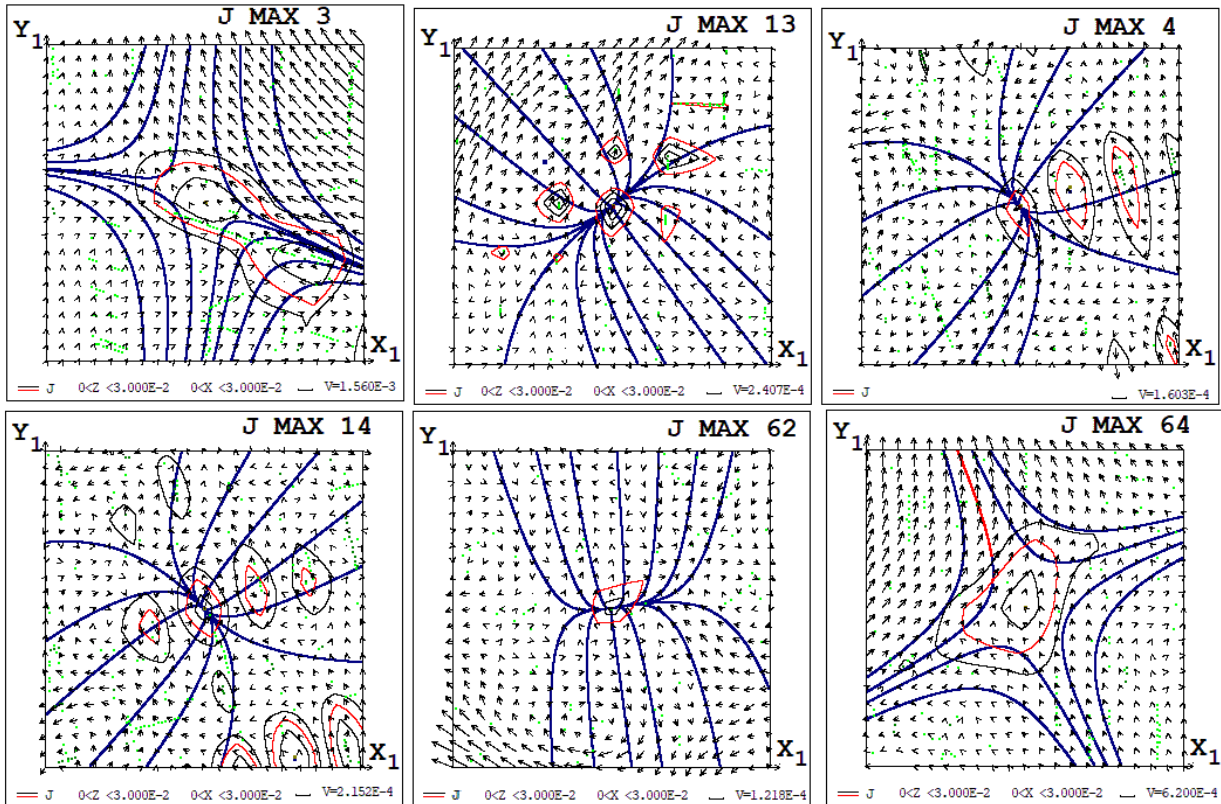 J MAX 3
Y1
X1
J 0<Z <3.000E-2 0<X <3.000E-2 V=1.560E-3
J MAX 13
Y1
X1
J 0<Z <3.000E-2 0<X <3.000E-2 V=2.407E-4
J MAX 4
Y1
X1
J V=1.603E-4
J MAX 14
Y1
X1
J 0<Z <3.000E-2 0<X <3.000E-2 V=2.152E-4
J MAX 62
Y1
X1
J 0<Z <3.000E-2 0<X <3.000E-2 V=1.218E-4
J MAX 64
Y1
X1
J 0<Z <3.000E-2 0<X <3.000E-2 V=6.200E-4